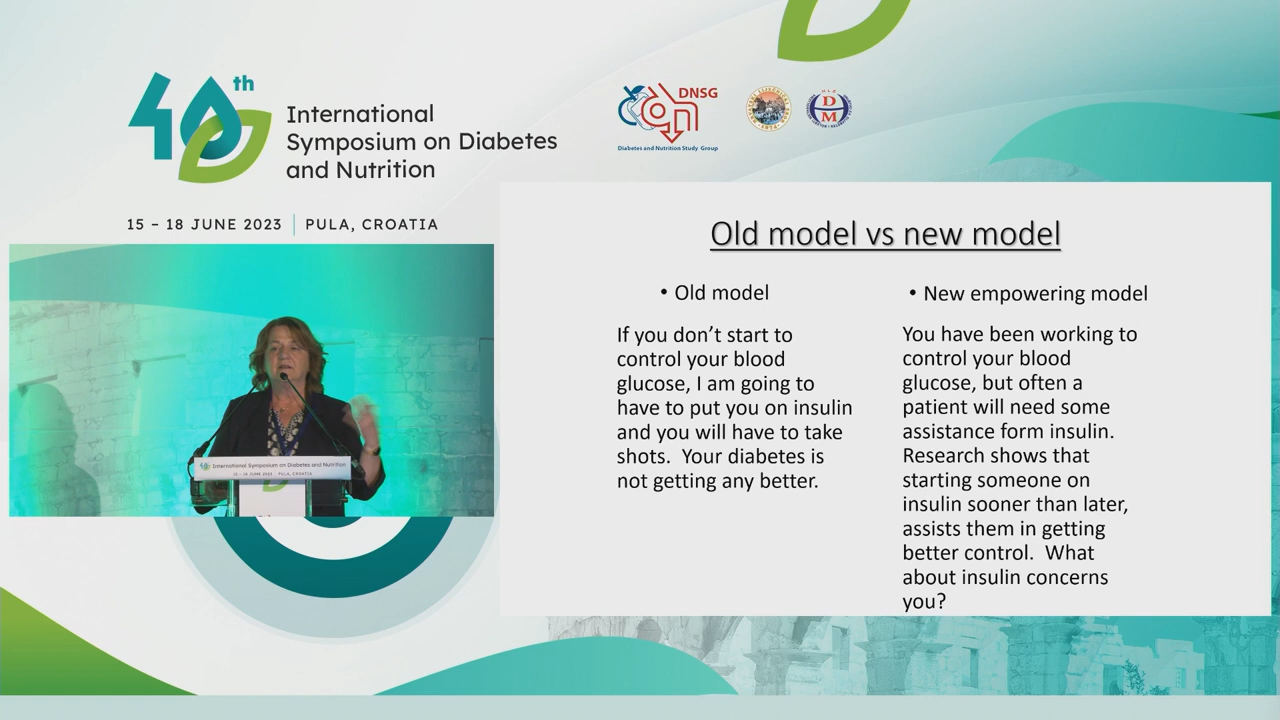 40th
International
Symposium on Diabetes
and Nutrition
15 – 18 JUNE 2023 | PULA, CROATIA
DNSG
Diabetes and Nutrition Study Group
D
M
Old model vs new model
• Old model
If you don’t start to
control your blood
glucose, I am going to
have to put you on insulin
and you will have to take
shots.  Your diabetes is
not getting any better.
• New empowering model
You have been working to
control your blood
glucose, but often a
patient will need some
assistance form insulin.
Research shows that
starting someone on
insulin sooner than later,
assists them in getting
better control.  What
about insulin concerns
you?
International Symposium on Diabetes and Nutrition
15 – 18 JUNE 2023 | PULA, CROATIA